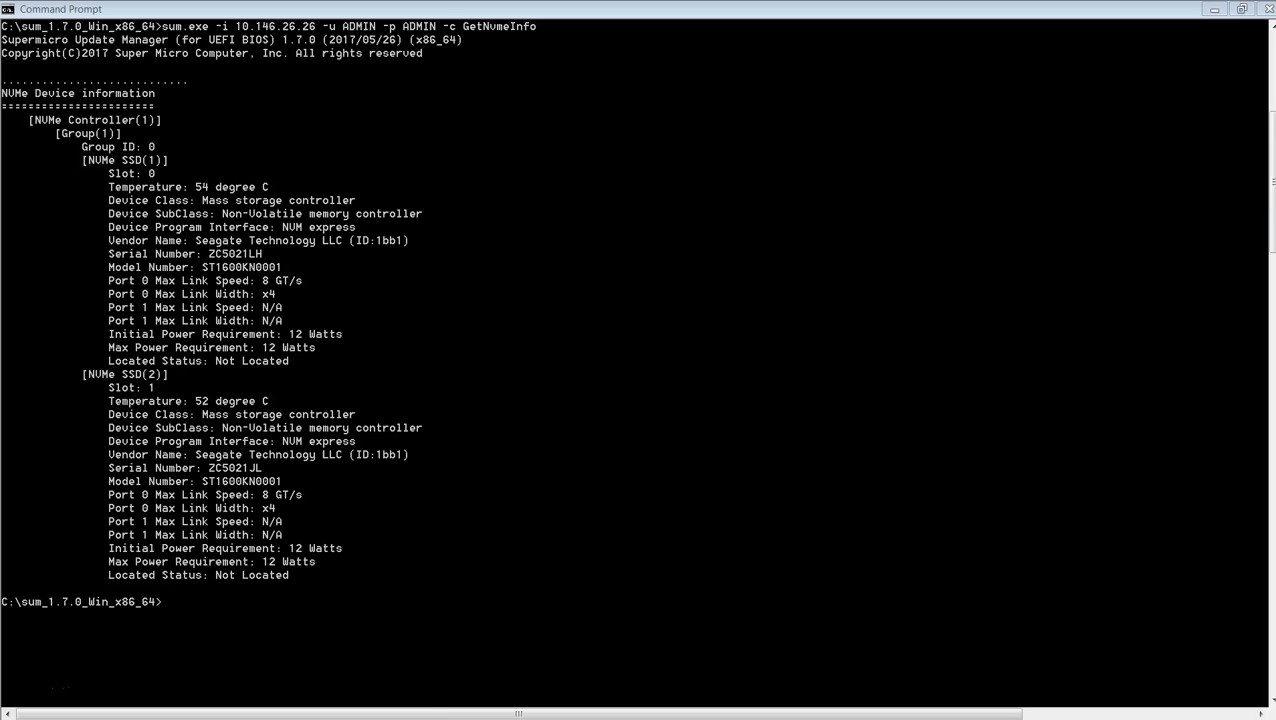 Command Prompt
C:\sum_1.7.0_Win_x86_64>sum.exe -i 10.146.26.26 -u ADMIN -p ADMIN -c GetNvmeInfo
Supermicro Update Manager (for UEFI BIOS) 1.7.0 (2017/05/26) (x86_64)
Copyright(C)2017 Super Micro Computer, Inc. All rights reserved
............................
NVMe Device information
=======================
[NVMe Controller(1)]
[Group(1)]
Group ID: 0
[NVMe SSD(1)]
Slot: 0
Temperature: 54 degree C
Device Class: Mass storage controller
Device SubClass: Non-Volatile memory controller
Device Program Interface: NVM express
Vendor Name: Seagate Technology LLC (ID:1bb1)
Serial Number: ZC5021LH
Model Number: ST1600KN0001
Port 0 Max Link Speed: 8 GT/s
Port 0 Max Link Width: x4
Port 1 Max Link Speed: N/A
Port 1 Max Link Width: N/A
Initial Power Requirement: 12 Watts
Max Power Requirement: 12 Watts
Located Status: Not Located
[NVMe SSD(2)]
Slot: 1
Temperature: 52 degree C
Device Class: Mass storage controller
Device SubClass: Non-Volatile memory controller
Device Program Interface: NVM express
Vendor Name: Seagate Technology LLC (ID:1bb1)
Serial Number: ZC5021JL
Model Number: ST1600KN0001
Port 0 Max Link Speed: 8 GT/s
Port 0 Max Link Width: x4
Port 1 Max Link Speed: N/A
Port 1 Max Link Width: N/A
Initial Power Requirement: 12 Watts
Max Power Requirement: 12 Watts
Located Status: Not Located
C:\sum_1.7.0_Win_x86_64>